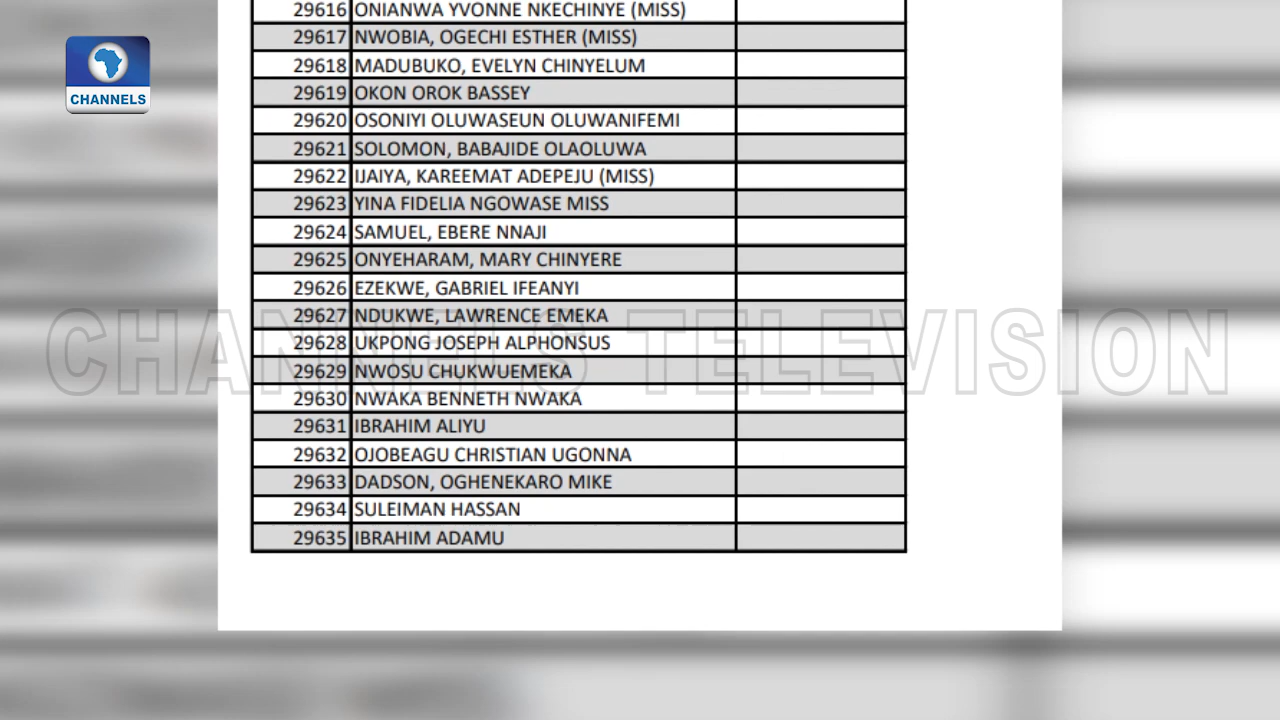 29616 ONIANWA YVONNE NKECHINYE (MISS)
29617 NWOBIA, OGECHI ESTHER (MISS)
CHANNELS
29618 MADUBUKO, EVELYN CHINYELUM
29619 OKON OROK BASSEY
29620 OSONIYI OLUWASEUN OLUWANIFEMI
29621 SOLOMON, BABAJIDE OLAOLUWA
29622 IJAIYA, KAREEMAT ADEPEJU (MISS)
29623 YINA FIDELIA NGOWASE MISS
29624 SAMUEL, EBERE NNAJI
29625 ONYEHARAM, MARY CHINYERE
29626 EZEKWE, GABRIEL IFEANYI
29627 NDUKWE, LAWRENCE EMEKA
29628 UKPONG JOSEPH ALPHONSUS
CHANNELS TELEVISION
29629 NWOSU CHUKWUEMEKA
29630 NWAKA BENNETH NWAKA
29631 IBRAHIM ALIYU
29632 OJOBEAGU CHRISTIAN UGONNA
29633 DADSON, OGHENEKARO MIKE
29634 SULEIMAN HASSAN
29635 IBRAHIM ADAMU